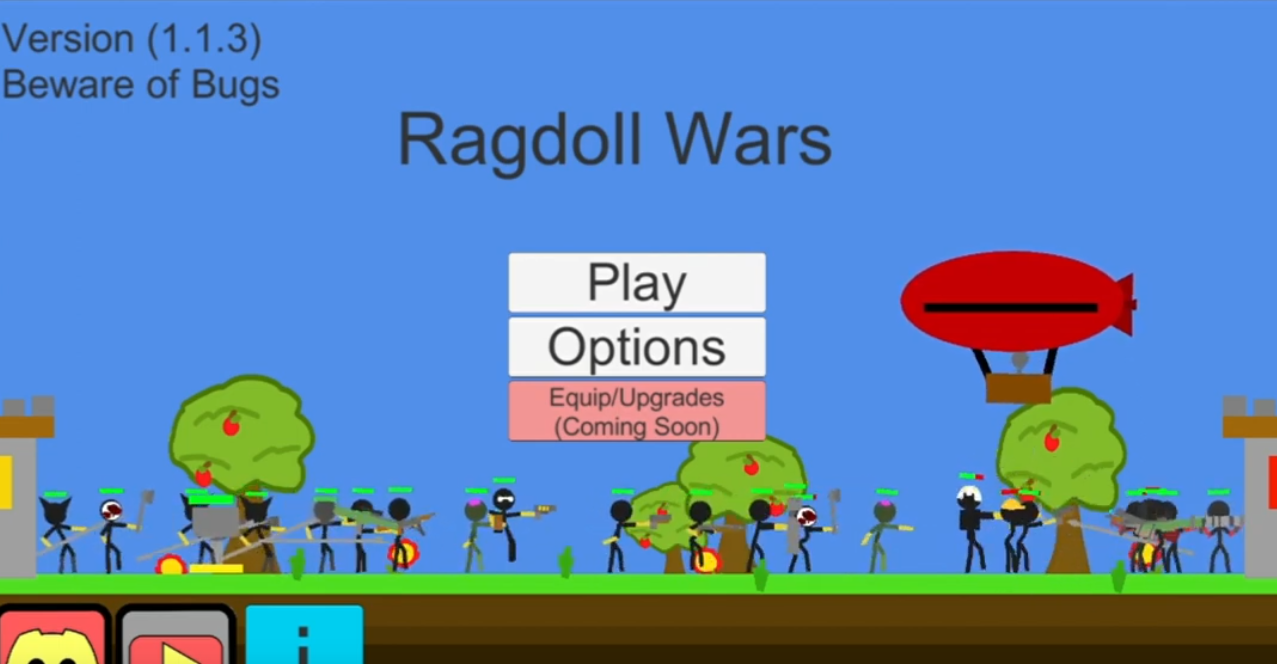 Version (1.1.3)
Beware of Bugs
Ragdoll Wars
Play
Options
Equip/Upgrades
(Coming Soon)
i